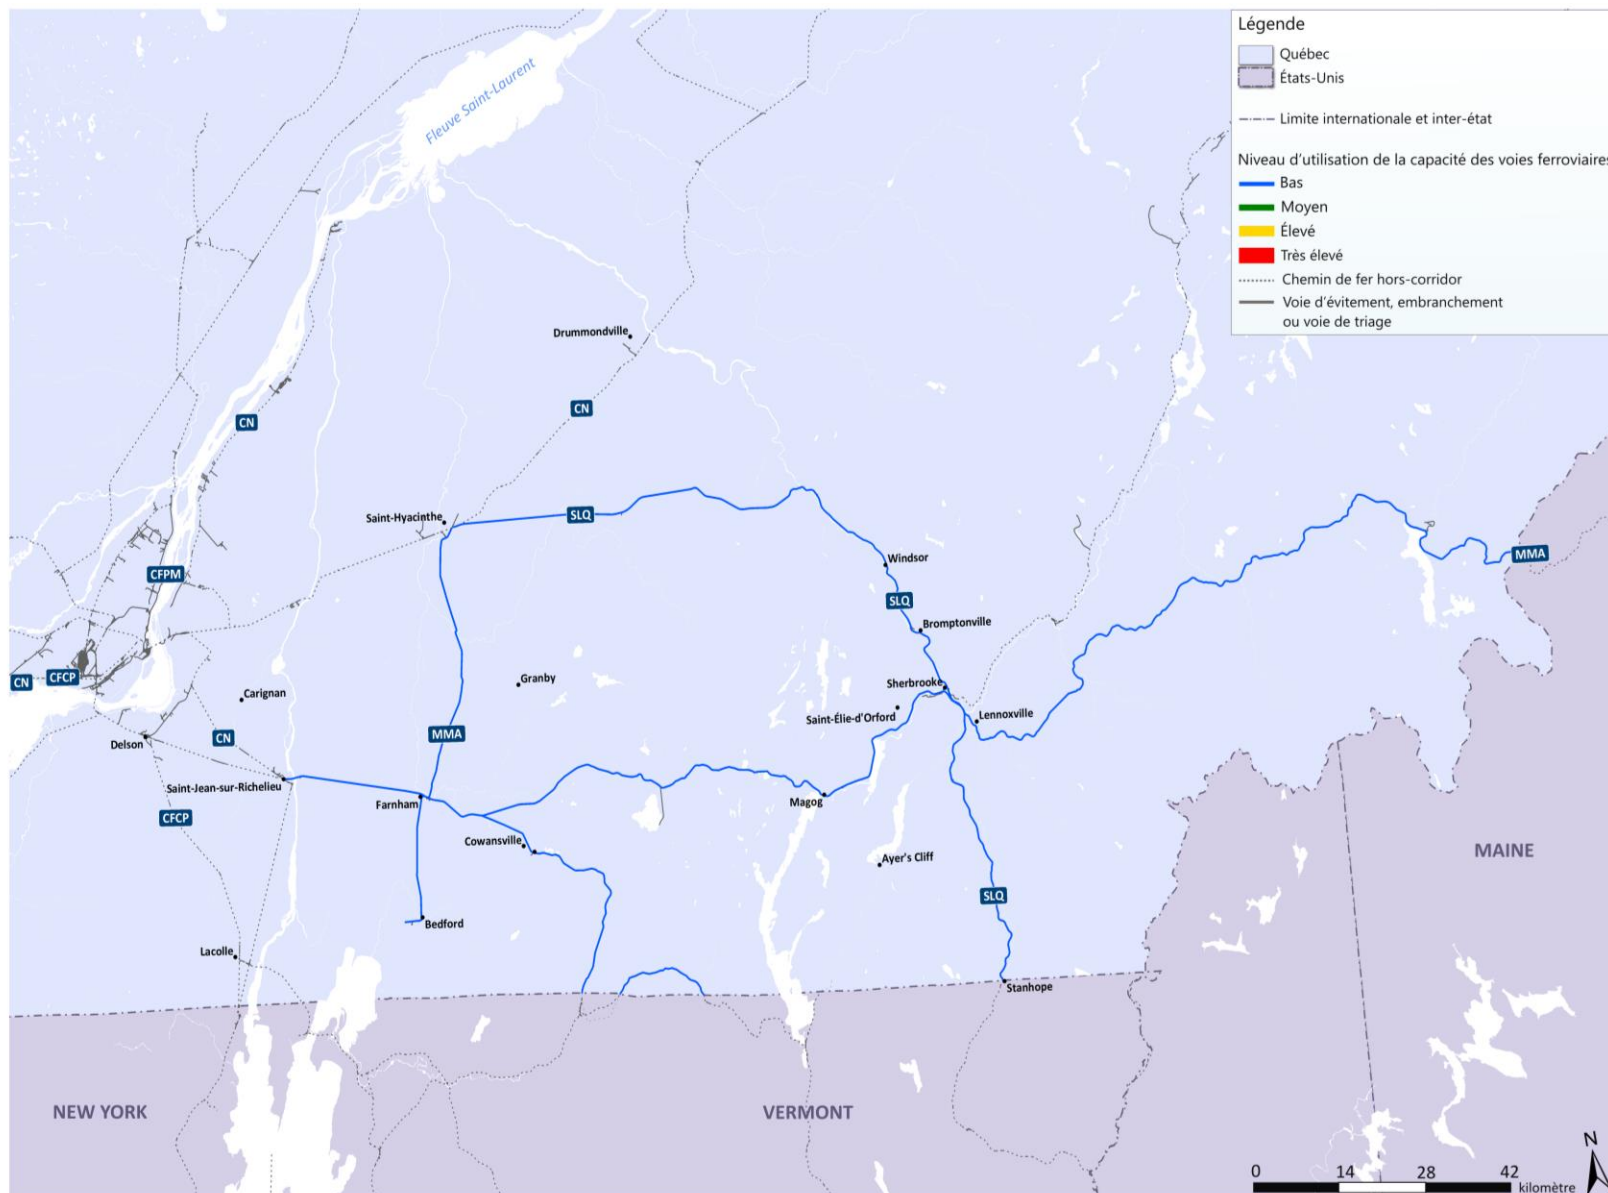 Légende
Québec
États-Unis
Limite internationale et inter-état
Niveau d'utilisation de la capacité des voies ferroviaires
Bas
Moyen
Élevé
Très élevé
Chemin de fer hors-corridor
Voie d'évitement, embranchement
ou voie de triage
Fleuve Saint-Laurent
Drummondville
CN
CN
Saint-Hyacinthe
SLQ
Windsor
MMA
CFPM
SLQ
Bromptonville
CN
CFCP
Carignan
Granby
Sherbrooke
Saint-Élie-d'Orford
Lennoxville
Delson
CN
MMA
Saint-Jean-sur-Richelieu
Farnham
Magog
CFCP
Cowansville
Ayer's Cliff
MAINE
SLQ
Bedford
Lacolle
Stanhope
NEW YORK
VERMONT
N
0 14 28 42
kilomètre